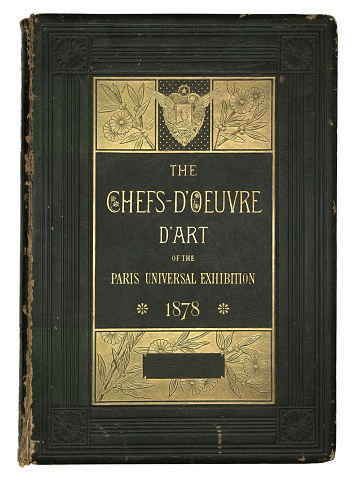 THE
CHEFS-D'OEUVRE
D'ART
OF THE
PARIS UNIVERSAL EXHIBITION
1878